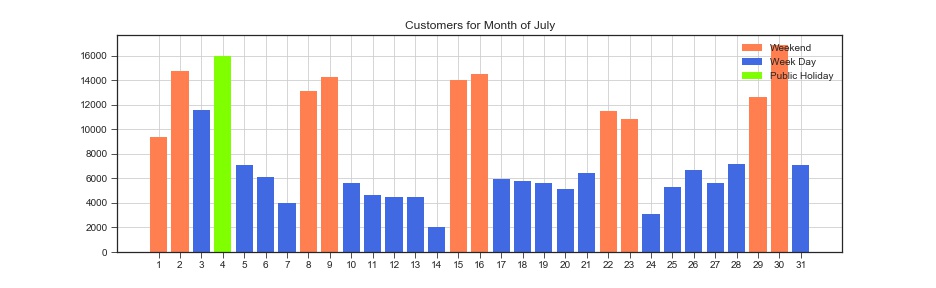 Customers for Month of July
16000
14000
12000
10000
8000
6000
4000
2000
0
Weekend
Week Day
Public Holiday
1 2 3 4 5 6 7 8 9 10 11 12 13 14 15 16 17 18 19 20 21 22 23 24 25 26 27 28 29 30 31